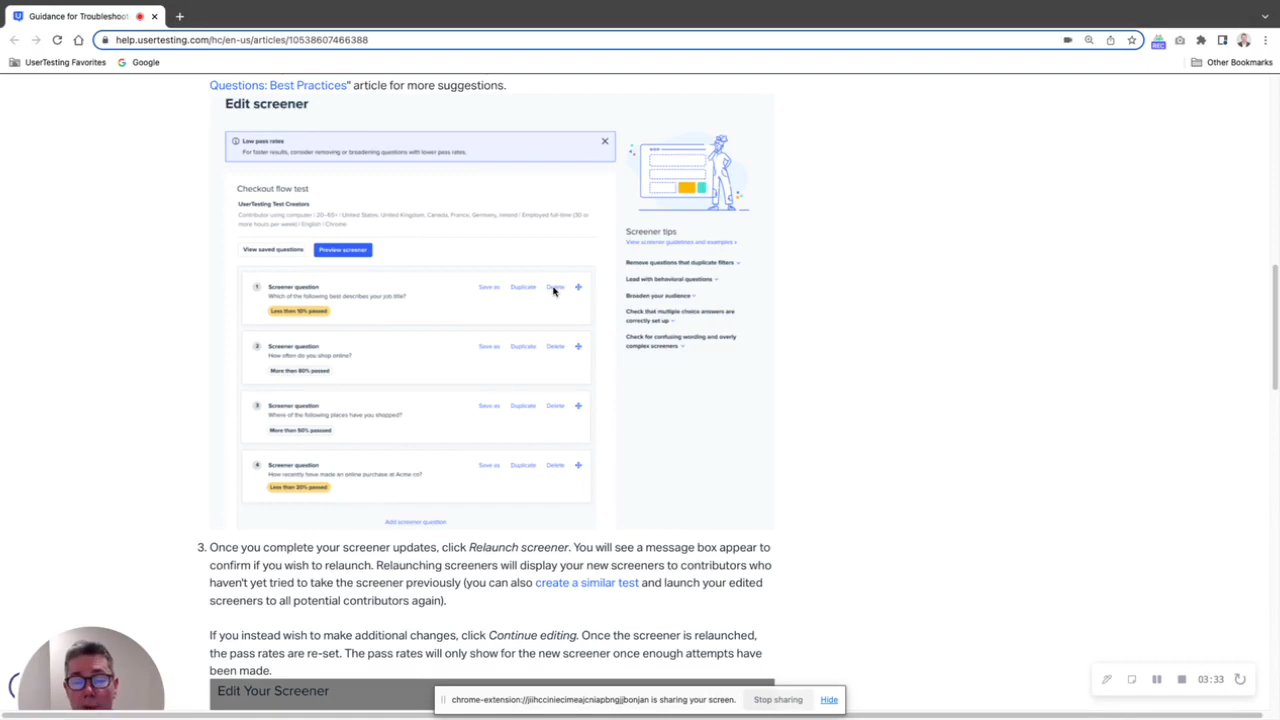 Guidance for Troubleshoot
help.usertesting.com/hc/en-us/articles/10538607466388
REC
UserTesting Favorites
Google
Other Bookmarks
Questions: Best Practices" article for more suggestions.
Edit screener
Low pass rates
For faster results, consider removing or broadening questions with lower pass rates.
Checkout flow test
UserTesting Test Creators
Contributor using computer | 20-65+ | United States, United Kingdom, Canada, France, Germany, Ireland | Employed full-time (30 or
more hours per week) | English | Chrome
View saved questions
Preview screener
1 Screener question Save as Duplicate Delete
Which of the following best describes your job title?
Less than 10% passed
2 Screener question Save as Duplicate Delete
How often do you shop online?
More than 80% passed
3 Screener question Save as Duplicate Delete
Where of the following places have you shopped?
More than 50% passed
4 Screener question Save as Duplicate Delete
How recently have made an online purchase at Acme co?
Less than 20% passed
Add screener question
Screener tips
View screener guidelines and examples
Remove questions that duplicate filters
Lead with behavioral questions
Broaden your audience
Check that multiple choice answers are
correctly set up
Check for confusing wording and overly
complex screeners
3. Once you complete your screener updates, click Relaunch screener. You will see a message box appear to
confirm if you wish to relaunch. Relaunching screeners will display your new screeners to contributors who
haven't yet tried to take the screener previously (you can also create a similar test and launch your edited
screeners to all potential contributors again).
If you instead wish to make additional changes, click Continue editing. Once the screener is relaunched,
the pass rates are re-set. The pass rates will only show for the new screener once enough attempts have
been made.
Edit Your Screener
chrome-extension://jiihcciniecimeajcniapbngjjbonjan is sharing your screen.
Stop sharing
Hide
03:33